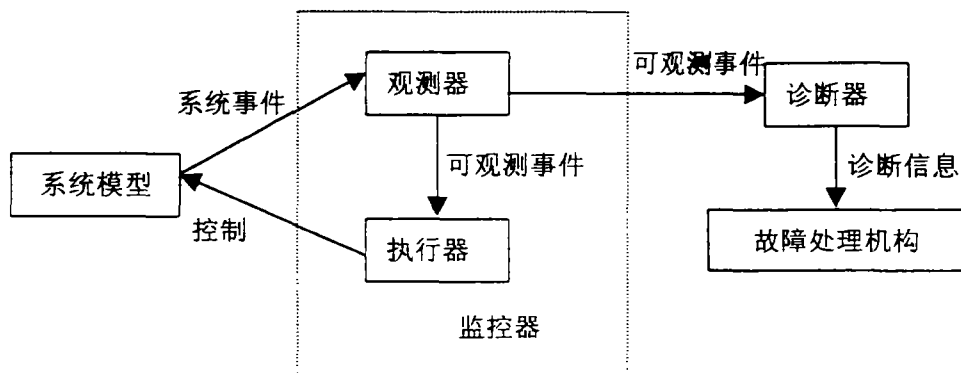 可观测事件
观测器
诊断器
系统事件
可观测事件
诊断信息
系统模型
控制
执行器
故障处理机构
监控器